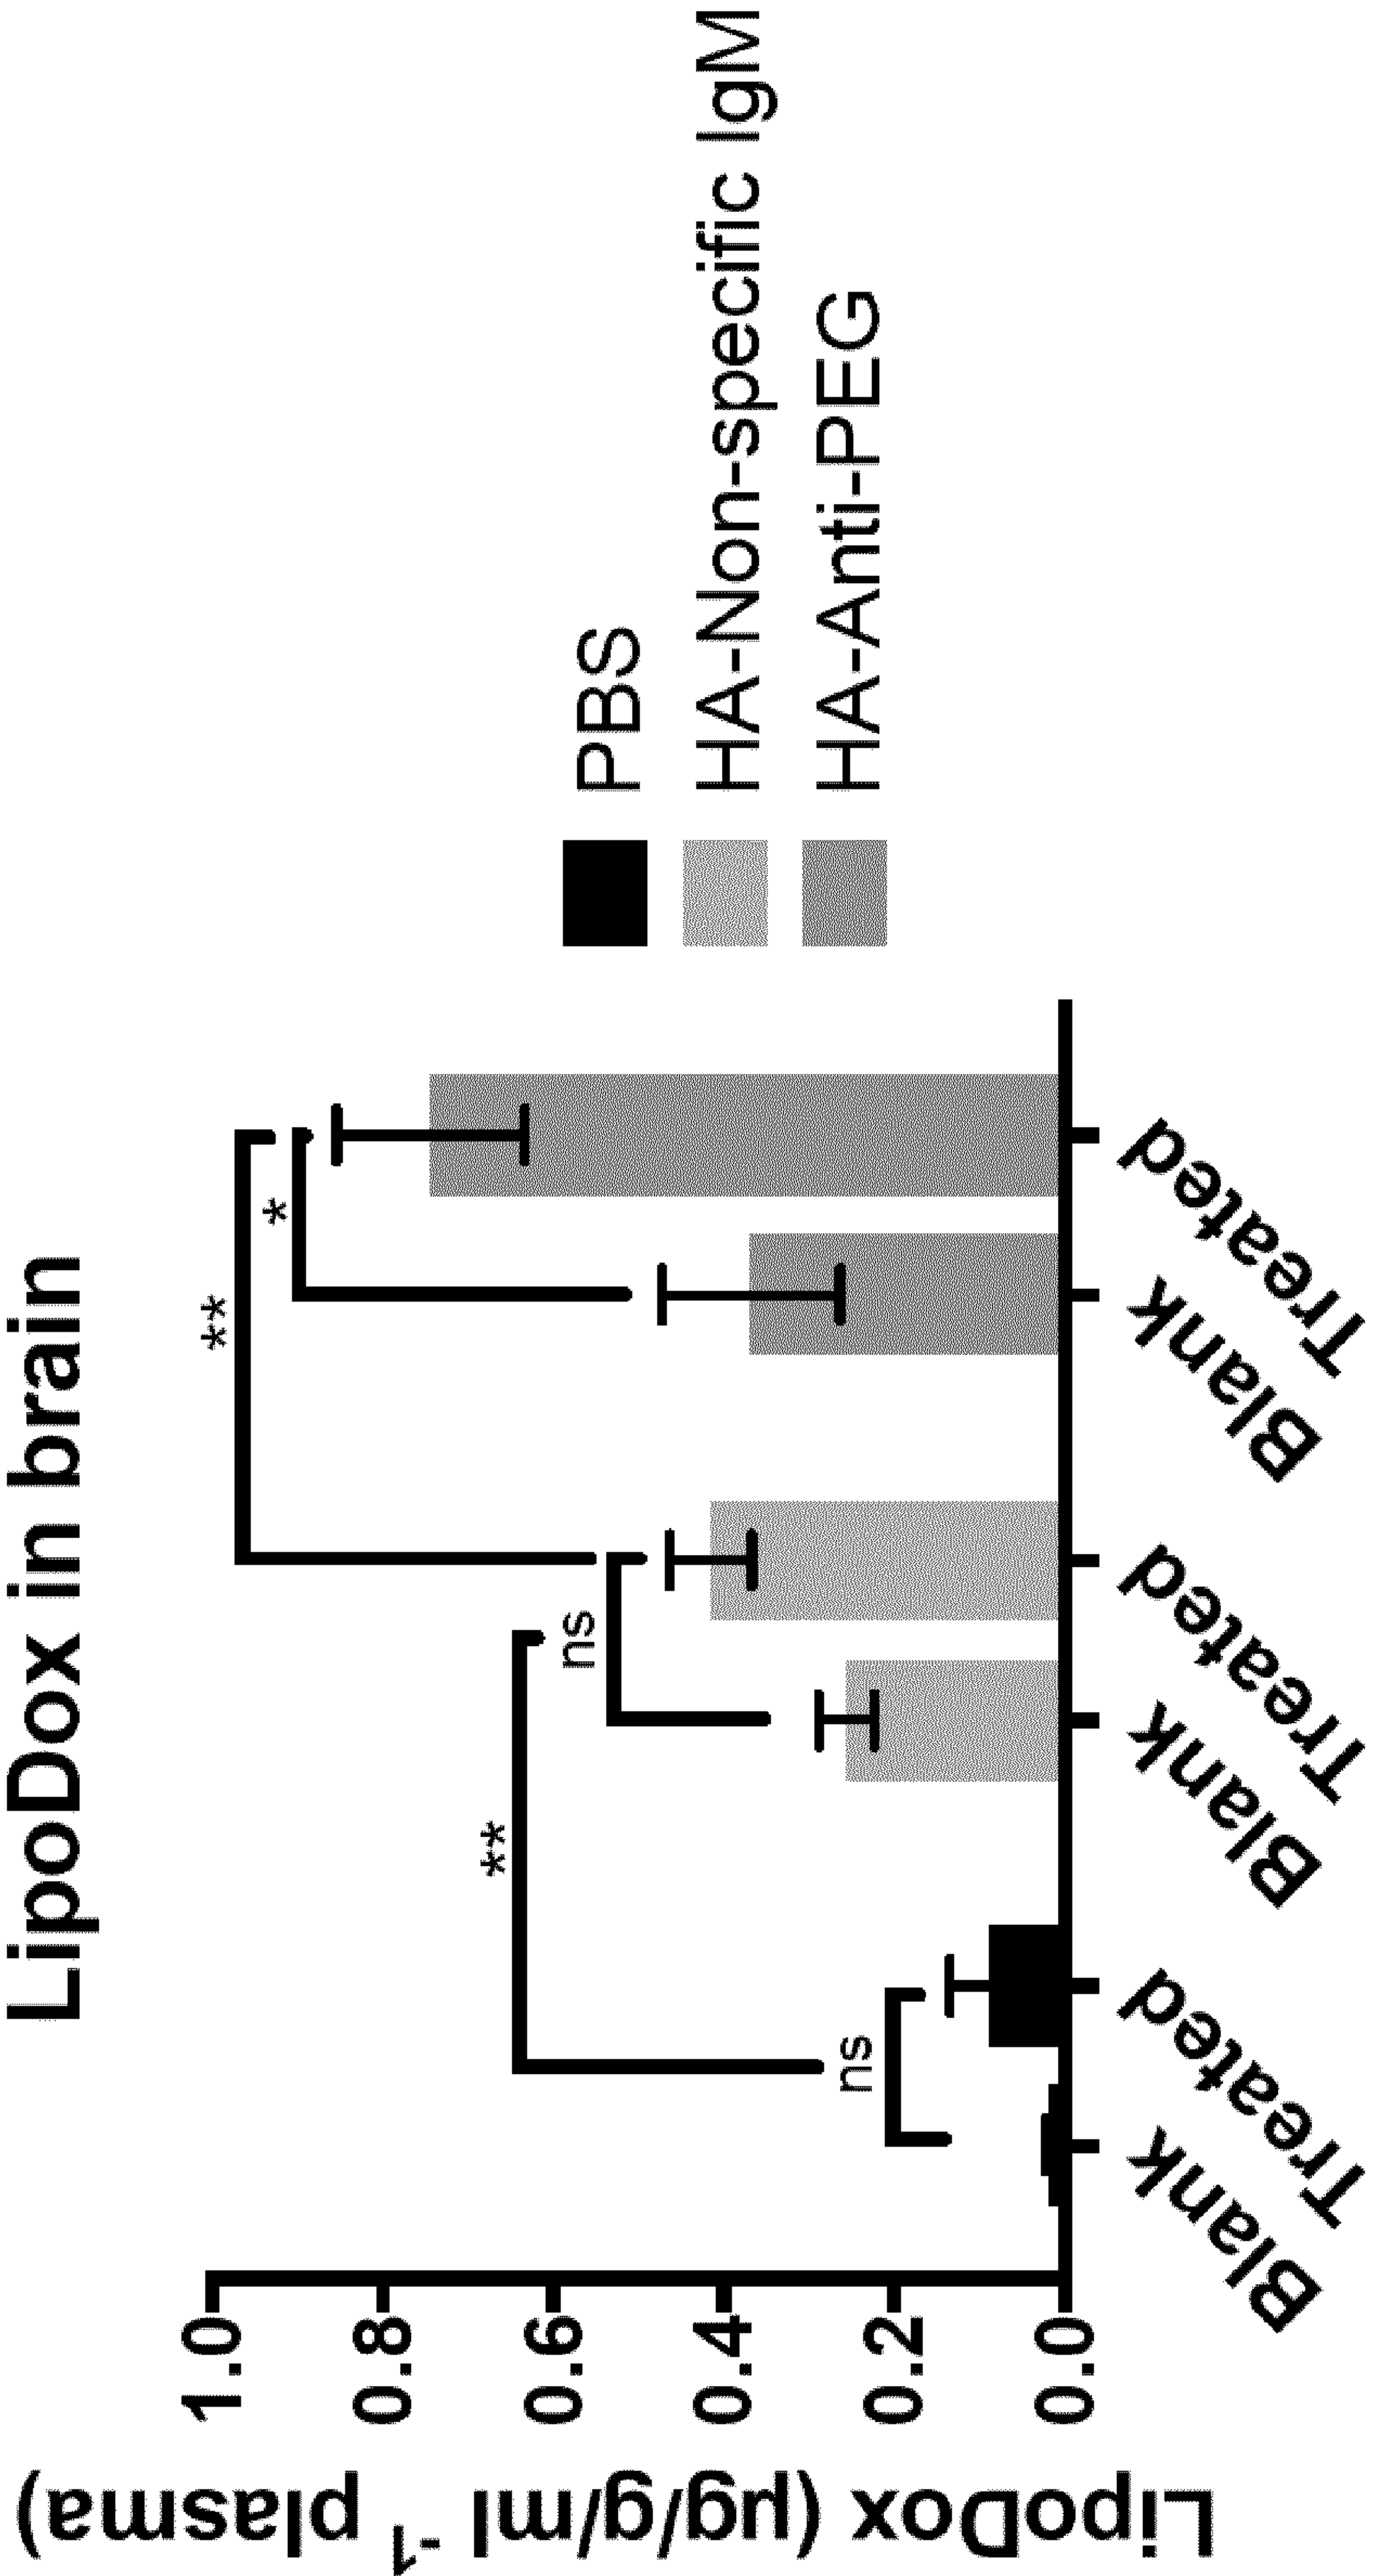 LipoDox in brain
LipoDox (µg/g/ml ⁻¹ plasma)
1.0
0.8
0.6
0.4
0.2
0.0
**
*
**
ns
ns
Blank
Treated
Blank
Treated
Blank
Treated
PBS
HA-Non-specific IgM
HA-Anti-PEG